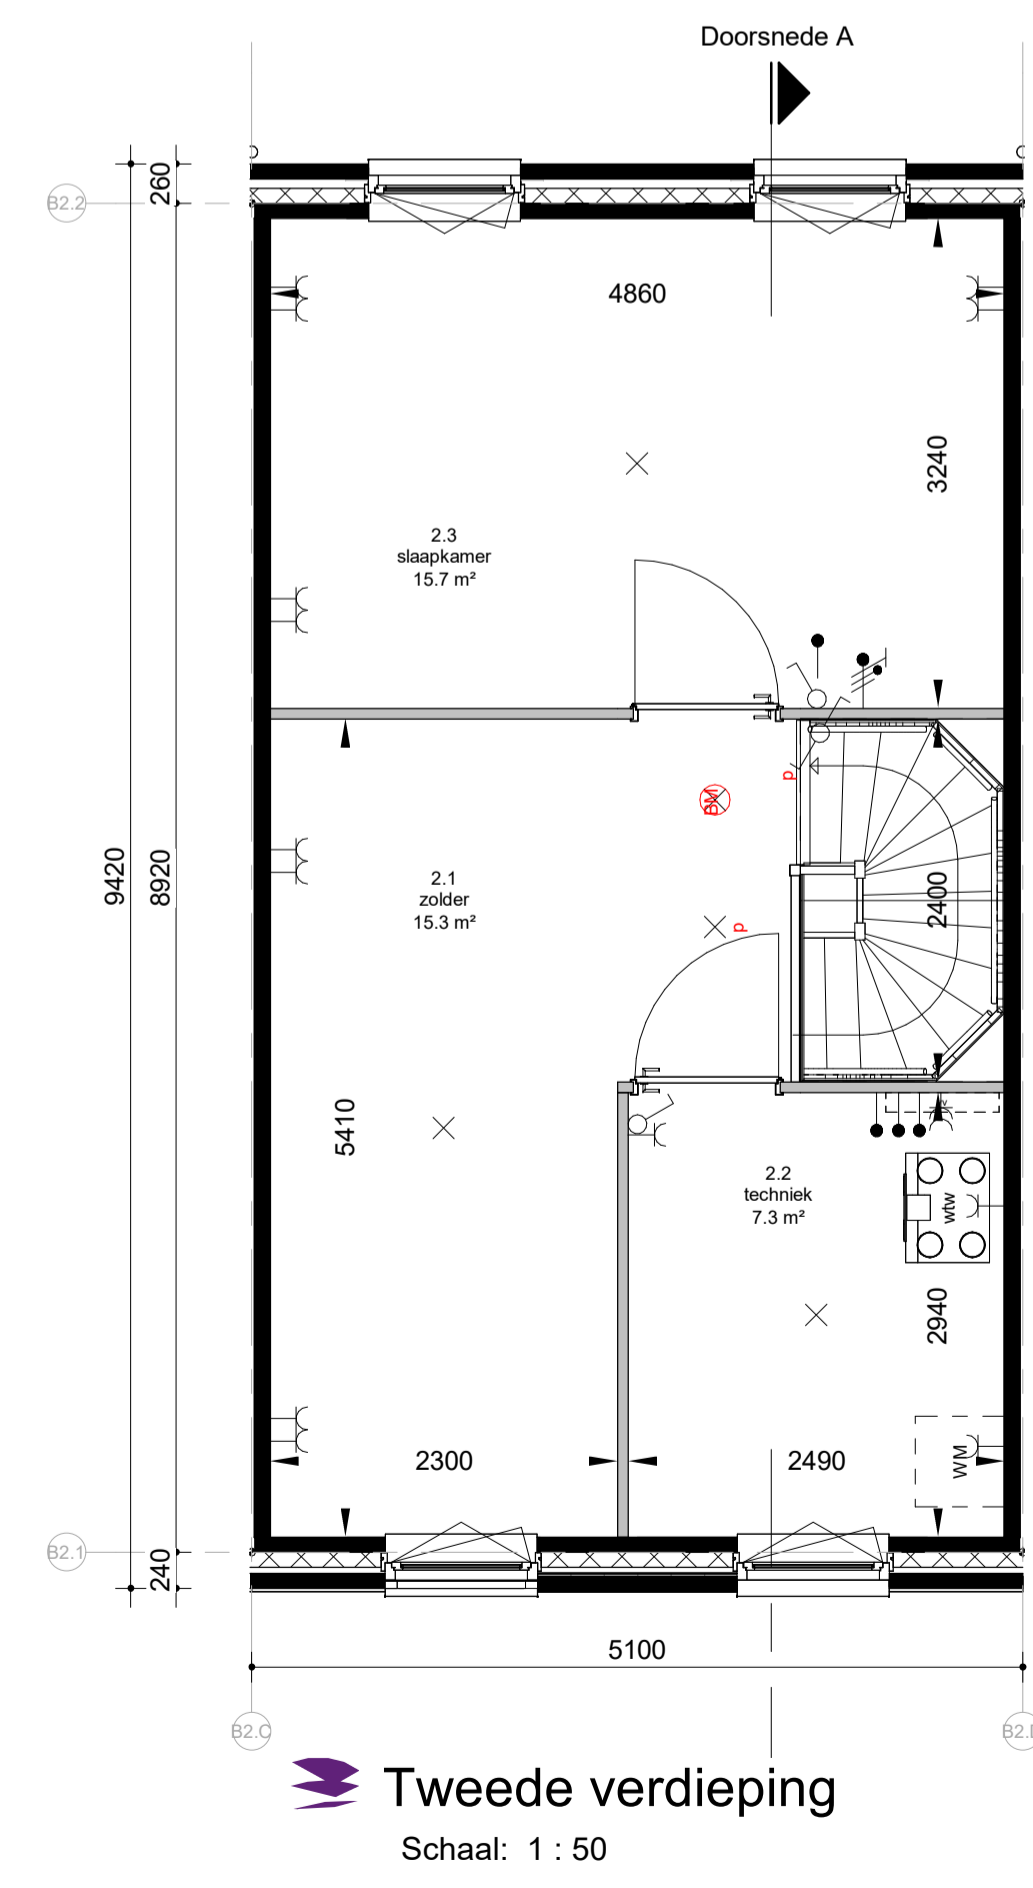 Doorsnede A
260
B2.2
4860
3240
2.3
slaapkamer
15.7 m²
p
BM
9420
8920
2.1
zolder
15.3 m²
2400
p
5410
2.2
techniek
7.3 m²
wtw
2940
2300
2490
WM
B2.1
240
5100
B2.C
Tweede verdieping
Schaal: 1 : 50